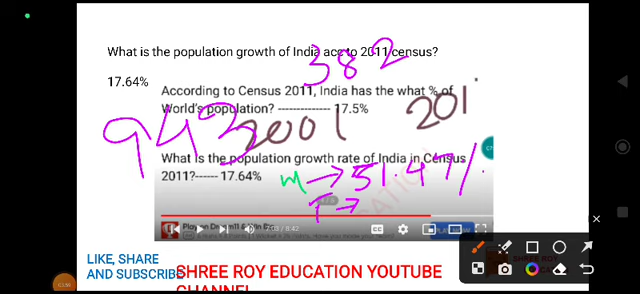 What is the population growth of India acc to 2011 census?
382
17.64%
According to Census 2011, India has the what % of
World's population? -------------- 17.5%
943
2001
201
What is the population growth rate of India in Census
2011?------ 17.64%
M → 51.47%
T →
LIKE, SHARE
AND SUBSCRIBE
SHREE ROY EDUCATION YOUTUBE
CHANNEL